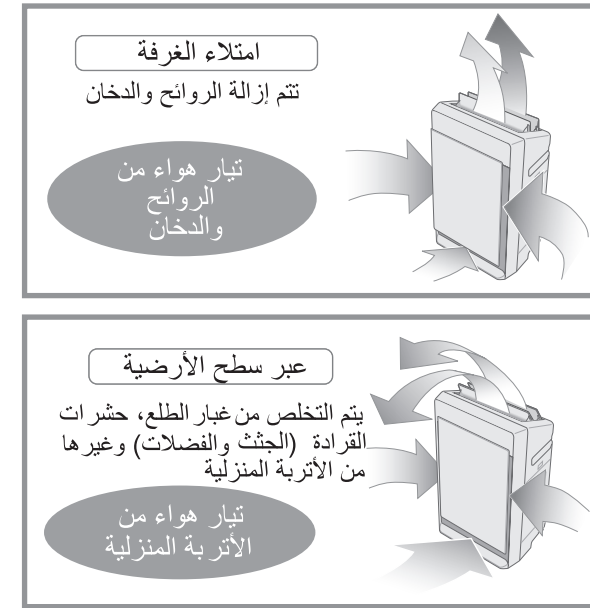 امتلاء الغرفة
تتم إزالة الروائح والدخان
تيار هواء من
الروائح
والدخان
عبر سطح الأرضية
يتم التخلص من غبار الطلع، حشرات
القرادة (الجثث والفضلات) وغيرها
من الأتربة المنزلية
تيار هواء من
الأتربة المنزلية